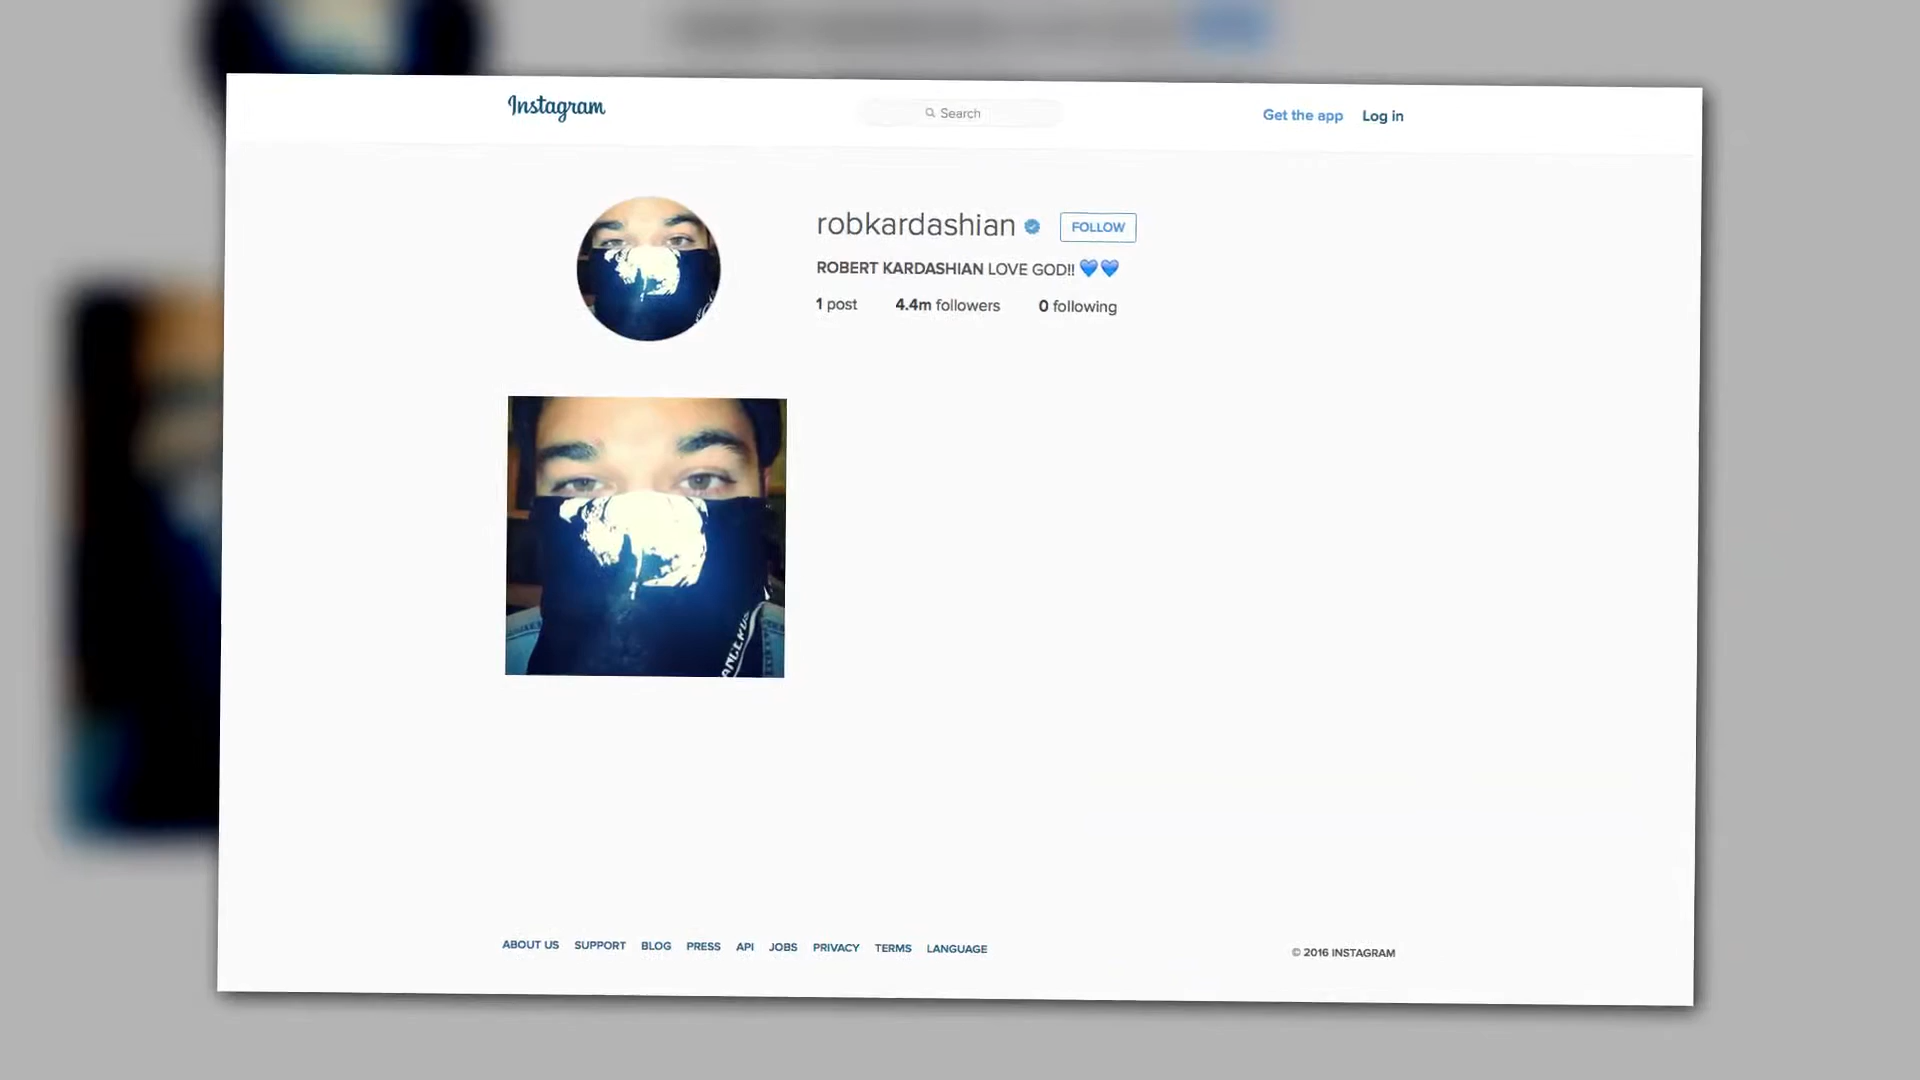 Instagram
Search
Get the app Log in
robkardashian FOLLOW
ROBERT KARDASHIAN LOVE GOD!! 💙💙
1 post 4.4m followers 0 following
ABOUT US SUPPORT BLOG PRESS API JOBS PRIVACY TERMS LANGUAGE
© 2016 INSTAGRAM